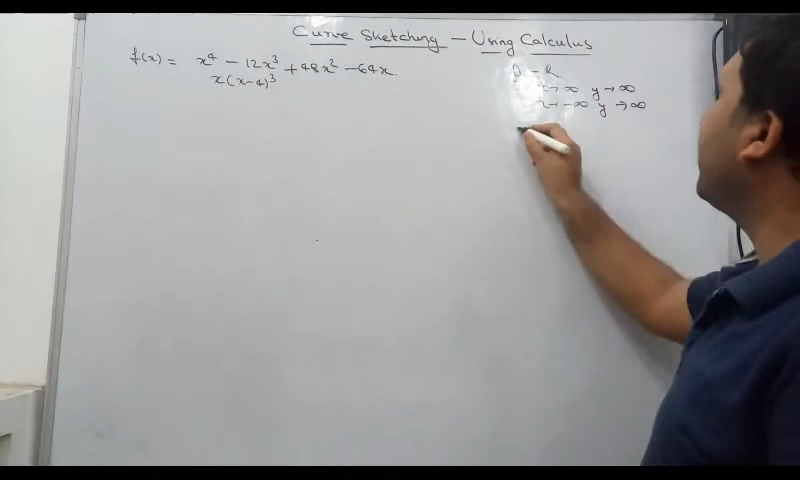 Curve Sketching – Using Calculus
f(x) = x⁴ – 12x³ + 48x² – 64x
x(x-4)³
D – R
x → ∞ y → ∞
x → -∞ y → ∞